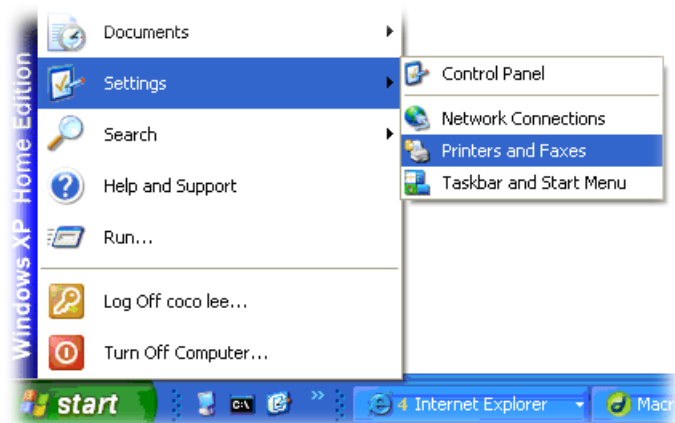 Windows XP Home Edition
Documents
Settings
Search
Help and Support
Run...
Log Off coco lee...
Turn Off Computer...
Control Panel
Network Connections
Printers and Faxes
Taskbar and Start Menu
start
C:\
4 Internet Explorer
Macr